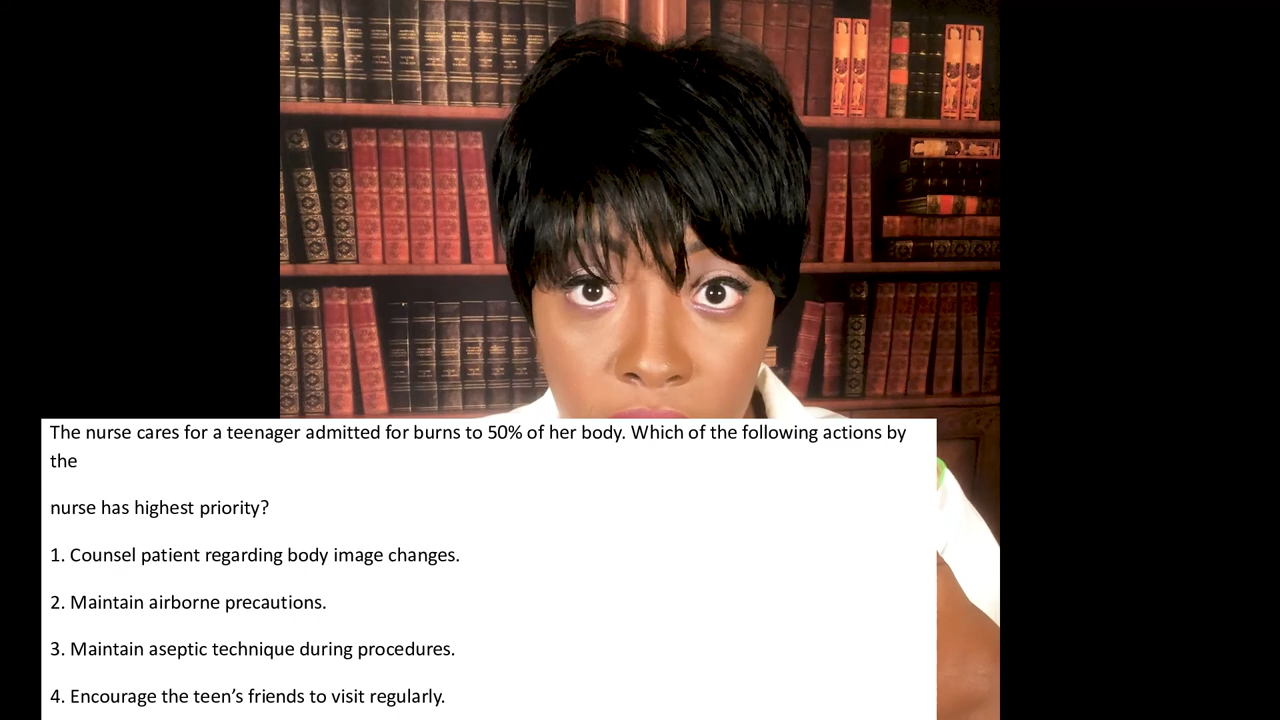 The nurse cares for a teenager admitted for burns to 50% of her body. Which of the following actions by
the
nurse has highest priority?
1. Counsel patient regarding body image changes.
2. Maintain airborne precautions.
3. Maintain aseptic technique during procedures.
4. Encourage the teen’s friends to visit regularly.